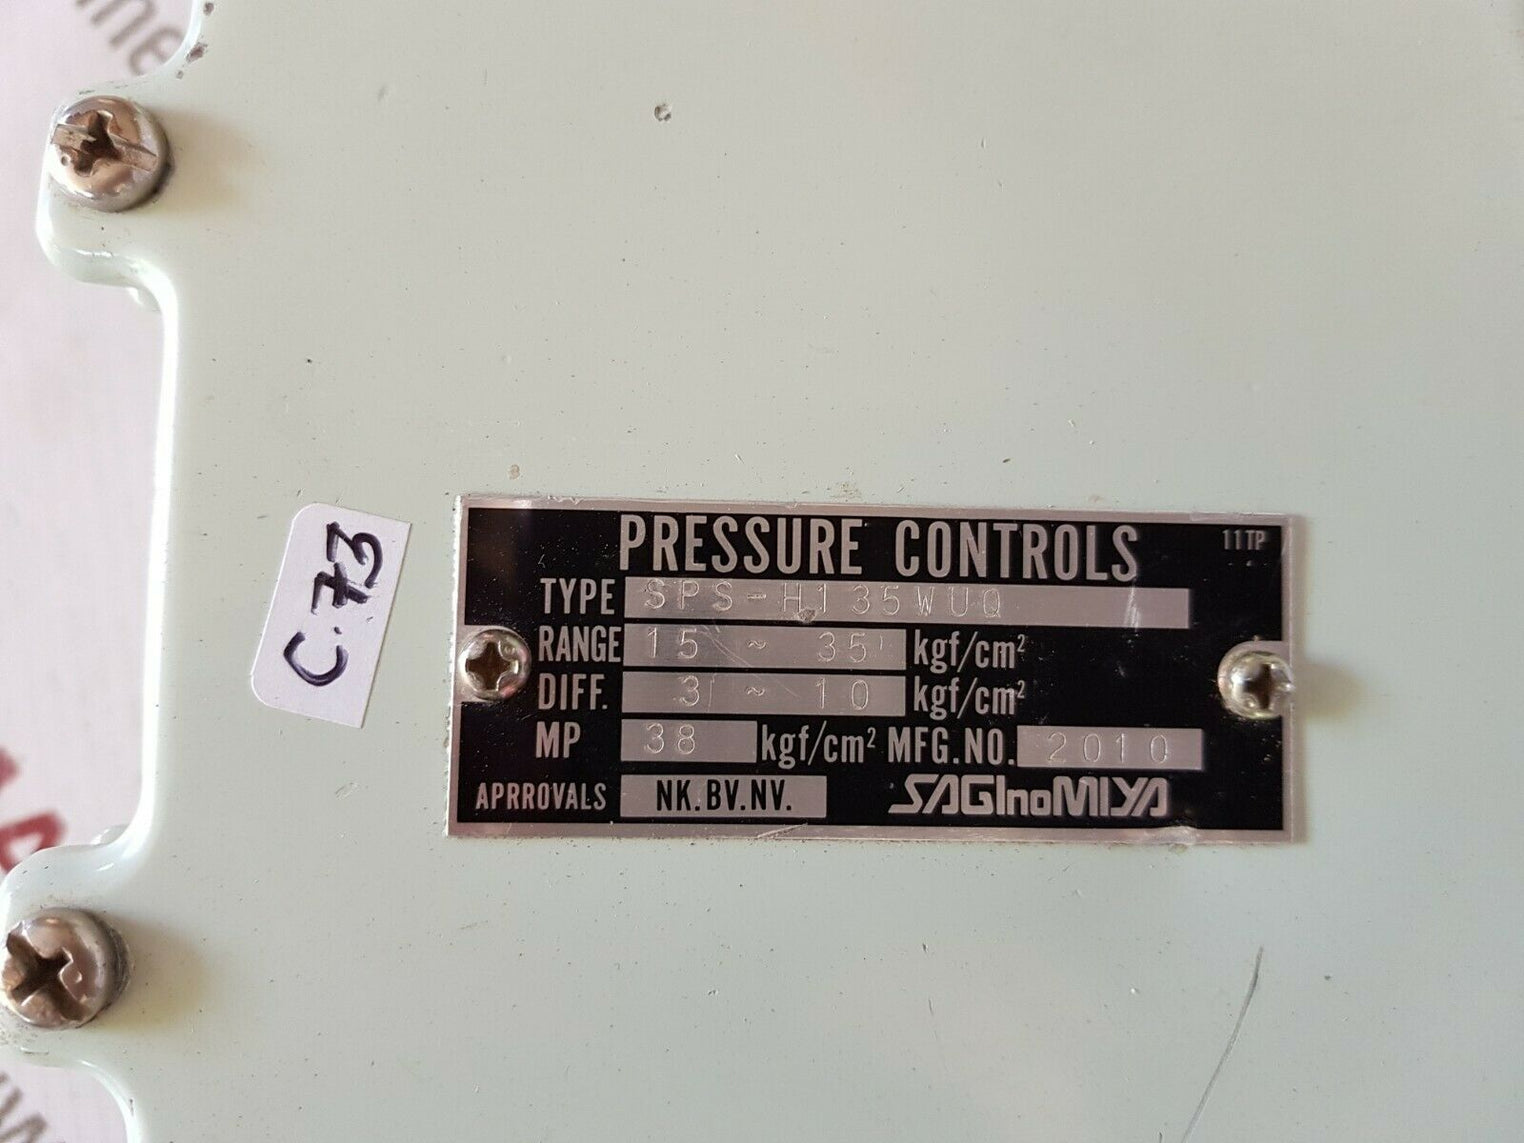 PRESSURE CONTROLS 11TP
TYPE SPS-H135WUQ
RANGE 15 ~ 35 kgf/cm²
DIFF. 3 ~ 10 kgf/cm²
MP 38 kgf/cm² MFG.NO. 2010
APRROVALS NK.BV.NV. SAGInoMIYA
C.73